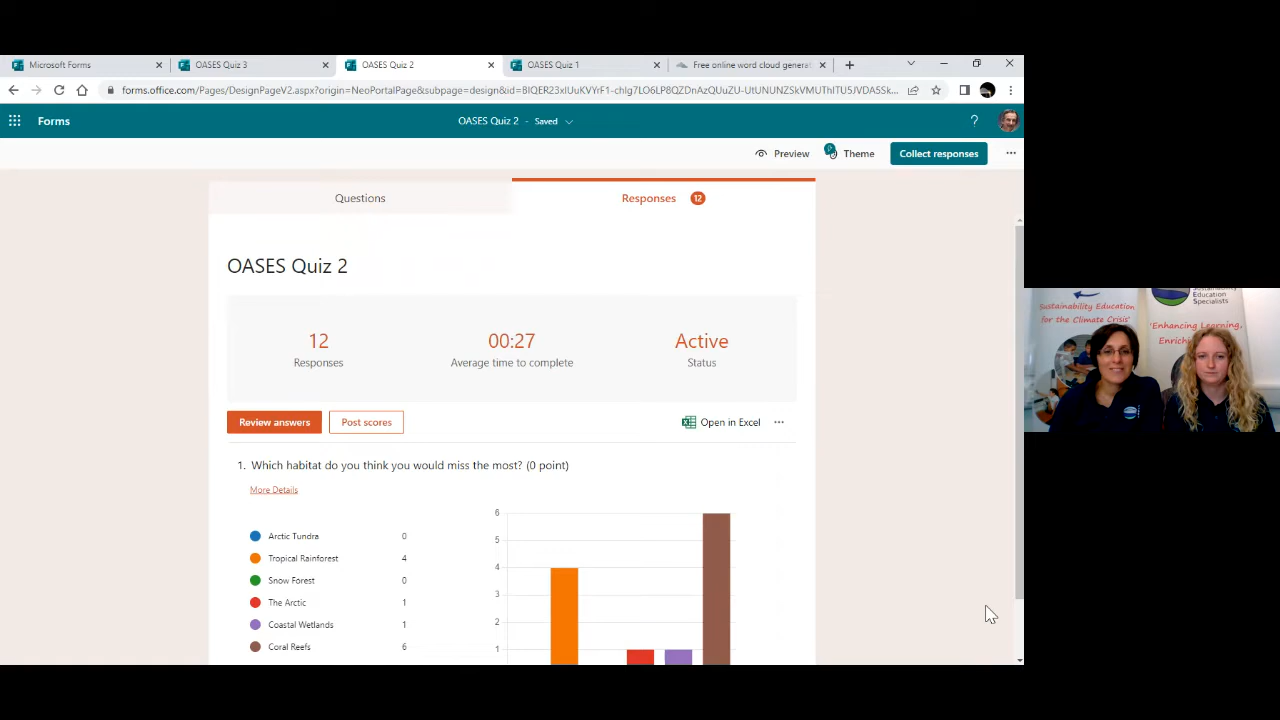 Microsoft Forms
OASES Quiz 3
OASES Quiz 2
OASES Quiz 1
Free online word cloud generat
Forms
OASES Quiz 2 - Saved
Preview
Theme
Collect responses
Questions
Responses 12
OASES Quiz 2
12
00:27
Active
Responses
Average time to complete
Status
Review answers
Post scores
Open in Excel
1. Which habitat do you think you would miss the most? (0 point)
More Details
Arctic Tundra 0
Tropical Rainforest 4
Snow Forest 0
The Arctic 1
Coastal Wetlands 1
Coral Reefs 6
6
5
4
3
2
1
Sustainability Education
for the Climate Crisis'
Sustainability
Education
Specialists
'Enhancing Learning,